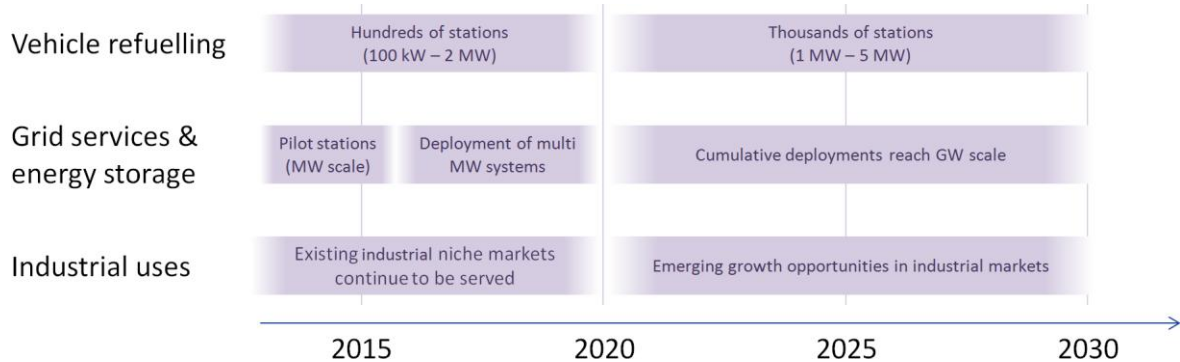 Vehicle refuelling
Hundreds of stations
(100 kW – 2 MW)
Thousands of stations
(1 MW – 5 MW)
Grid services &
energy storage
Pilot stations
(MW scale)
Deployment of multi
MW systems
Cumulative deployments reach GW scale
Industrial uses
Existing industrial niche markets
continue to be served
Emerging growth opportunities in industrial markets
2015
2020
2025
2030